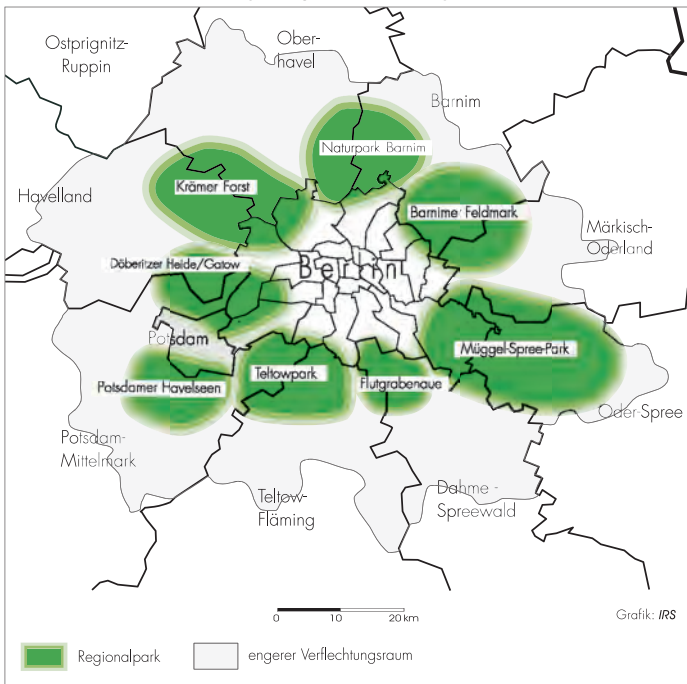 Ostprignitz-
Ruppin
Ober-
havel
Barnim
Naturpark Barnim
Krämer Forst
Havelland
Barnimer Feldmark
Märkisch-
Oderland
Döberitzer Heide/Gatow
Berlin
Potsdam
Müggel-Spree-Park
Teltowpark
Flutgrabenaue
Potsdamer Havelseen
Oder-Spree
Potsdam-
Mittelmark
Teltow-
Fläming
Dahme -
Spreewald
0 10 20km
Grafik: IRS
Regionalpark
engerer Verflechtungsraum